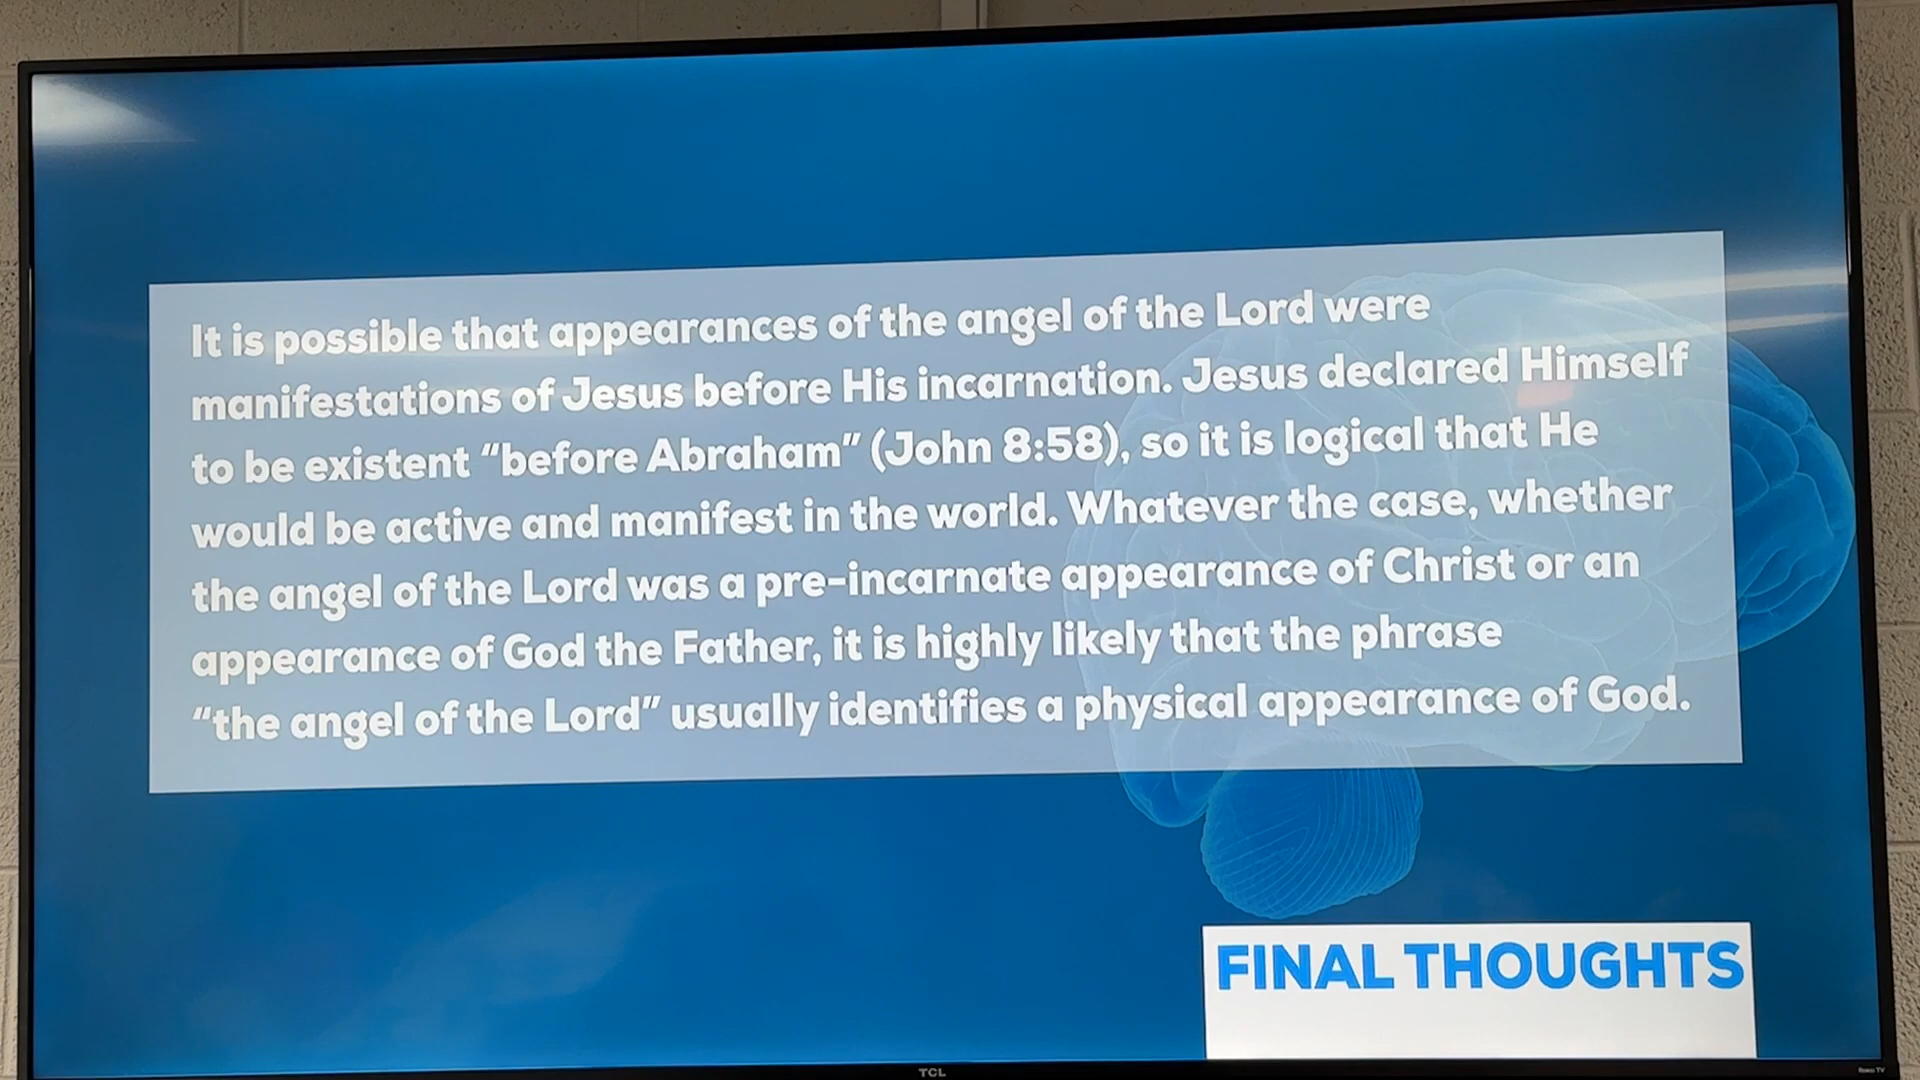 It is possible that appearances of the angel of the Lord were
manifestations of Jesus before His incarnation. Jesus declared Himself
to be existent “before Abraham” (John 8:58), so it is logical that He
would be active and manifest in the world. Whatever the case, whether
the angel of the Lord was a pre-incarnate appearance of Christ or an
appearance of God the Father, it is highly likely that the phrase
“the angel of the Lord” usually identifies a physical appearance of God.
FINAL THOUGHTS
TCL
Roku TV